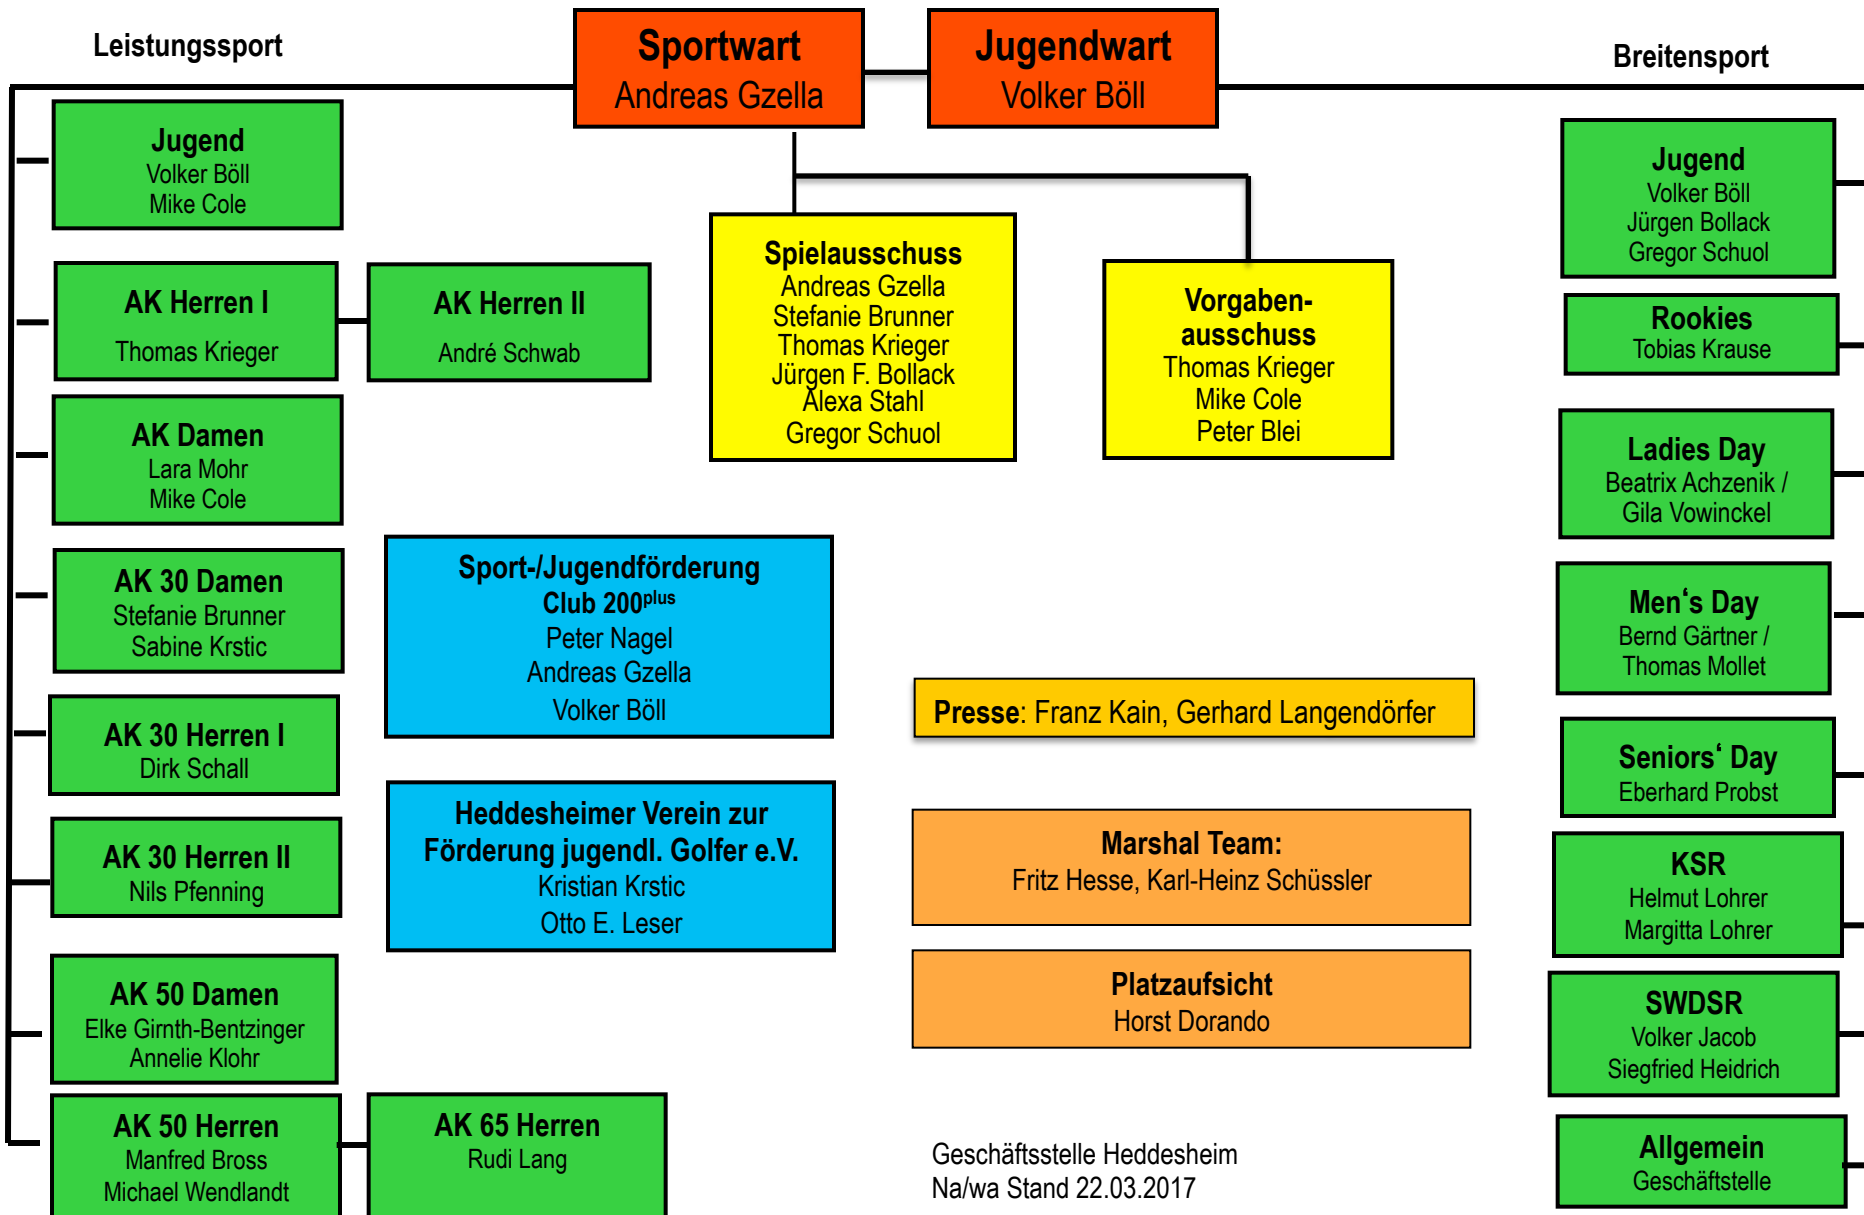 Leistungssport
Sportwart
Andreas Gzella
Jugendwart
Volker Böll
Breitensport
Jugend
Volker Böll
Mike Cole
AK Herren I
Thomas Krieger
AK Herren II
André Schwab
AK Damen
Lara Mohr
Mike Cole
AK 30 Damen
Stefanie Brunner
Sabine Krstic
AK 30 Herren I
Dirk Schall
AK 30 Herren II
Nils Pfenning
AK 50 Damen
Elke Girnth-Bentzinger
Annelie Klohr
AK 50 Herren
Manfred Bross
Michael Wendlandt
AK 65 Herren
Rudi Lang
Spielausschuss
Andreas Gzella
Stefanie Brunner
Thomas Krieger
Jürgen F. Bollack
Alexa Stahl
Gregor Schuol
Vorgaben-
ausschuss
Thomas Krieger
Mike Cole
Peter Blei
Sport-/Jugendförderung
Club 200plus
Peter Nagel
Andreas Gzella
Volker Böll
Heddesheimer Verein zur
Förderung jugendl. Golfer e.V.
Kristian Krstic
Otto E. Leser
Presse: Franz Kain, Gerhard Langendörfer
Marshal Team:
Fritz Hesse, Karl-Heinz Schüssler
Platzaufsicht
Horst Dorando
Geschäftsstelle Heddesheim
Na/wa Stand 22.03.2017
Jugend
Volker Böll
Jürgen Bollack
Gregor Schuol
Rookies
Tobias Krause
Ladies Day
Beatrix Achzenik /
Gila Vowinckel
Men‘s Day
Bernd Gärtner /
Thomas Mollet
Seniors‘ Day
Eberhard Probst
KSR
Helmut Lohrer
Margitta Lohrer
SWDSR
Volker Jacob
Siegfried Heidrich
Allgemein
Geschäftstelle